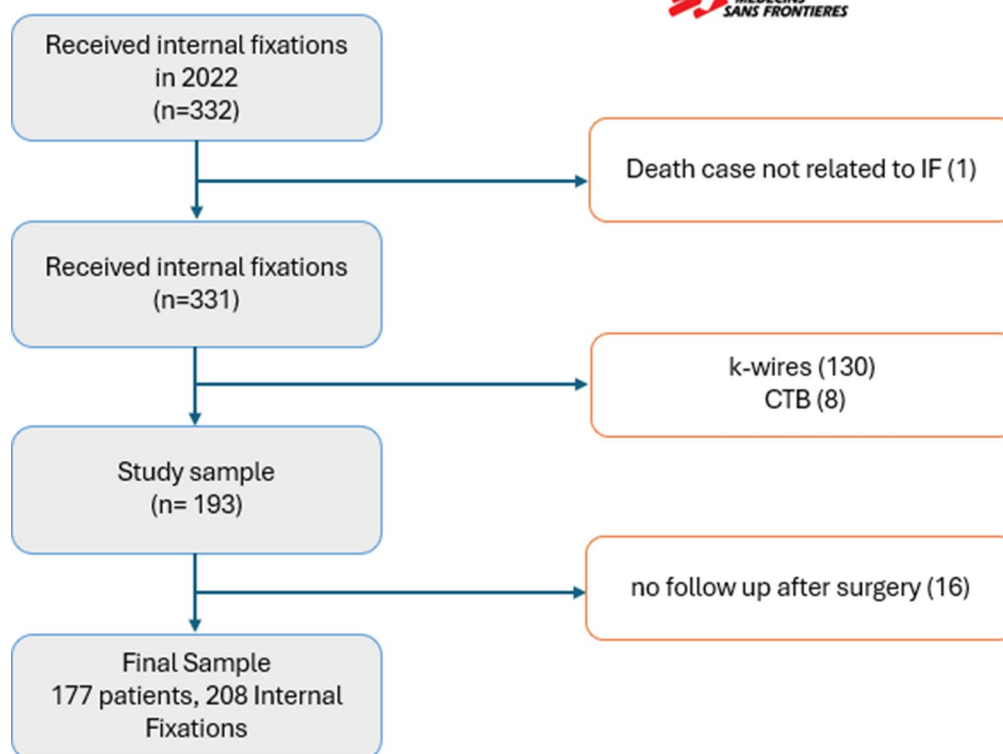 SANS FRONTIERES
Received internal fixations
in 2022
(n=332)
Death case not related to IF (1)
Received internal fixations
(n=331)
k-wires (130)
CTB (8)
Study sample
(n= 193)
no follow up after surgery (16)
Final Sample
177 patients, 208 Internal
Fixations